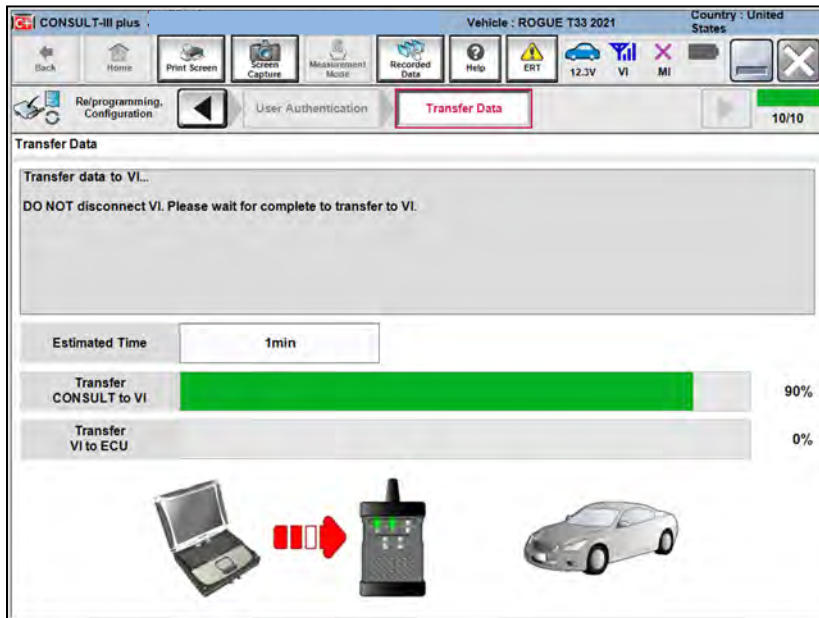 C+ CONSULT-III plus
Vehicle : ROGUE T33 2021
Country : United
States
Back
Home
Print Screen
Screen
Capture
Measurement
Mode
Recorded
Data
Help
ERT
12.3V
VI
MI
Re/programming,
Configuration
User Authentication
Transfer Data
10/10
Transfer Data
Transfer data to VI...
DO NOT disconnect VI. Please wait for complete to transfer to VI.
Estimated Time
1min
Transfer
CONSULT to VI
90%
Transfer
VI to ECU
0%